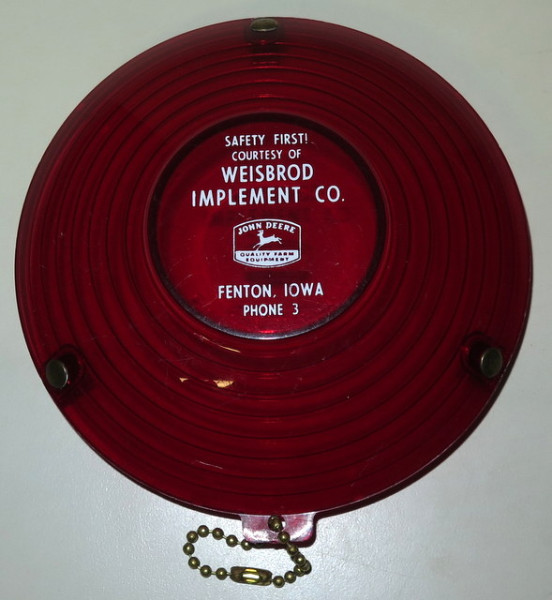 SAFETY FIRST!
COURTESY OF
WEISBROD
IMPLEMENT CO.
JOHN DEERE
QUALITY FARM
EQUIPMENT
FENTON, IOWA
PHONE 3